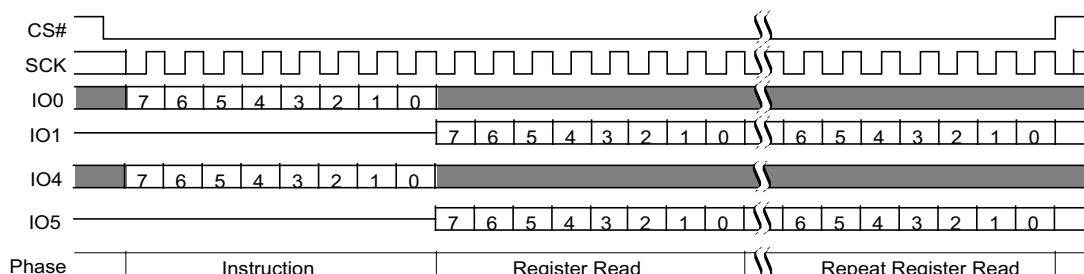 CS#
SCK
IO0 7 6 5 4 3 2 1 0
IO1 7 6 5 4 3 2 1 0 6 5 4 3 2 1 0
IO4 7 6 5 4 3 2 1 0
IO5 7 6 5 4 3 2 1 0 6 5 4 3 2 1 0
Phase Instruction Register Read Repeat Register Read